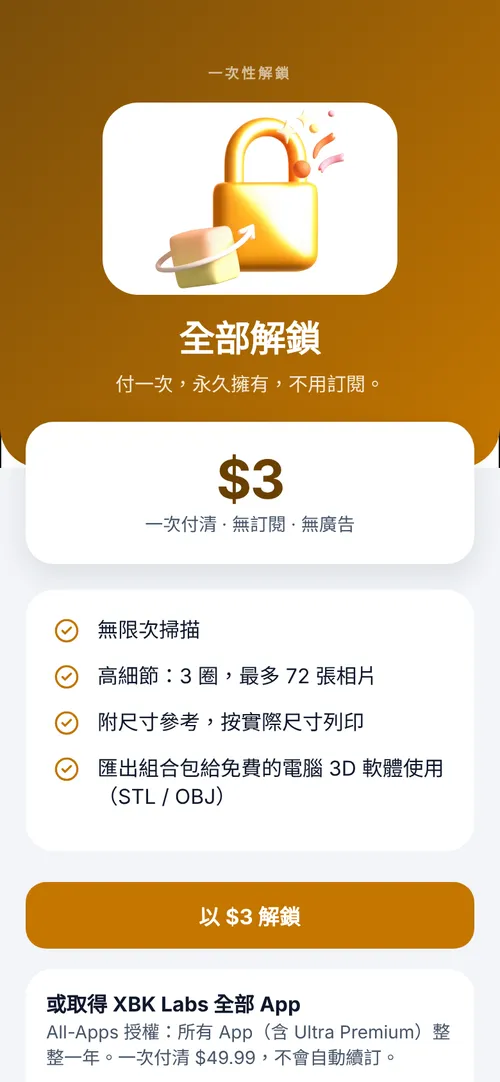 一次性解鎖
全部解鎖
付一次，永久擁有，不用訂閱。
$3
一次付清 · 無訂閱 · 無廣告
無限次掃描
高細節：3 圈，最多 72 張相片
附尺寸參考，按實際尺寸列印
匯出組合包給免費的電腦 3D 軟體使用
（STL / OBJ）
以 $3 解鎖
或取得 XBK Labs 全部 App
All-Apps 授權：所有 App（含 Ultra Premium）整
整一年。一次付清 $49.99，不會自動續訂。